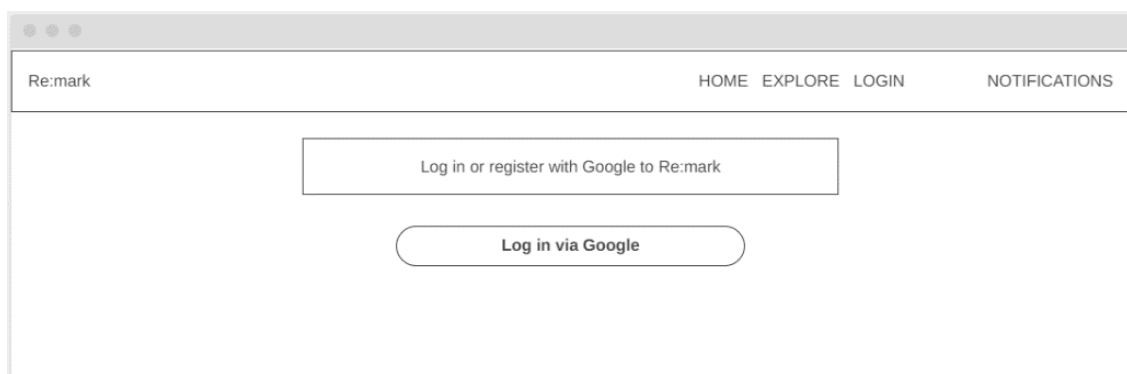 Re:mark HOME EXPLORE LOGIN NOTIFICATIONS
Log in or register with Google to Re:mark
Log in via Google